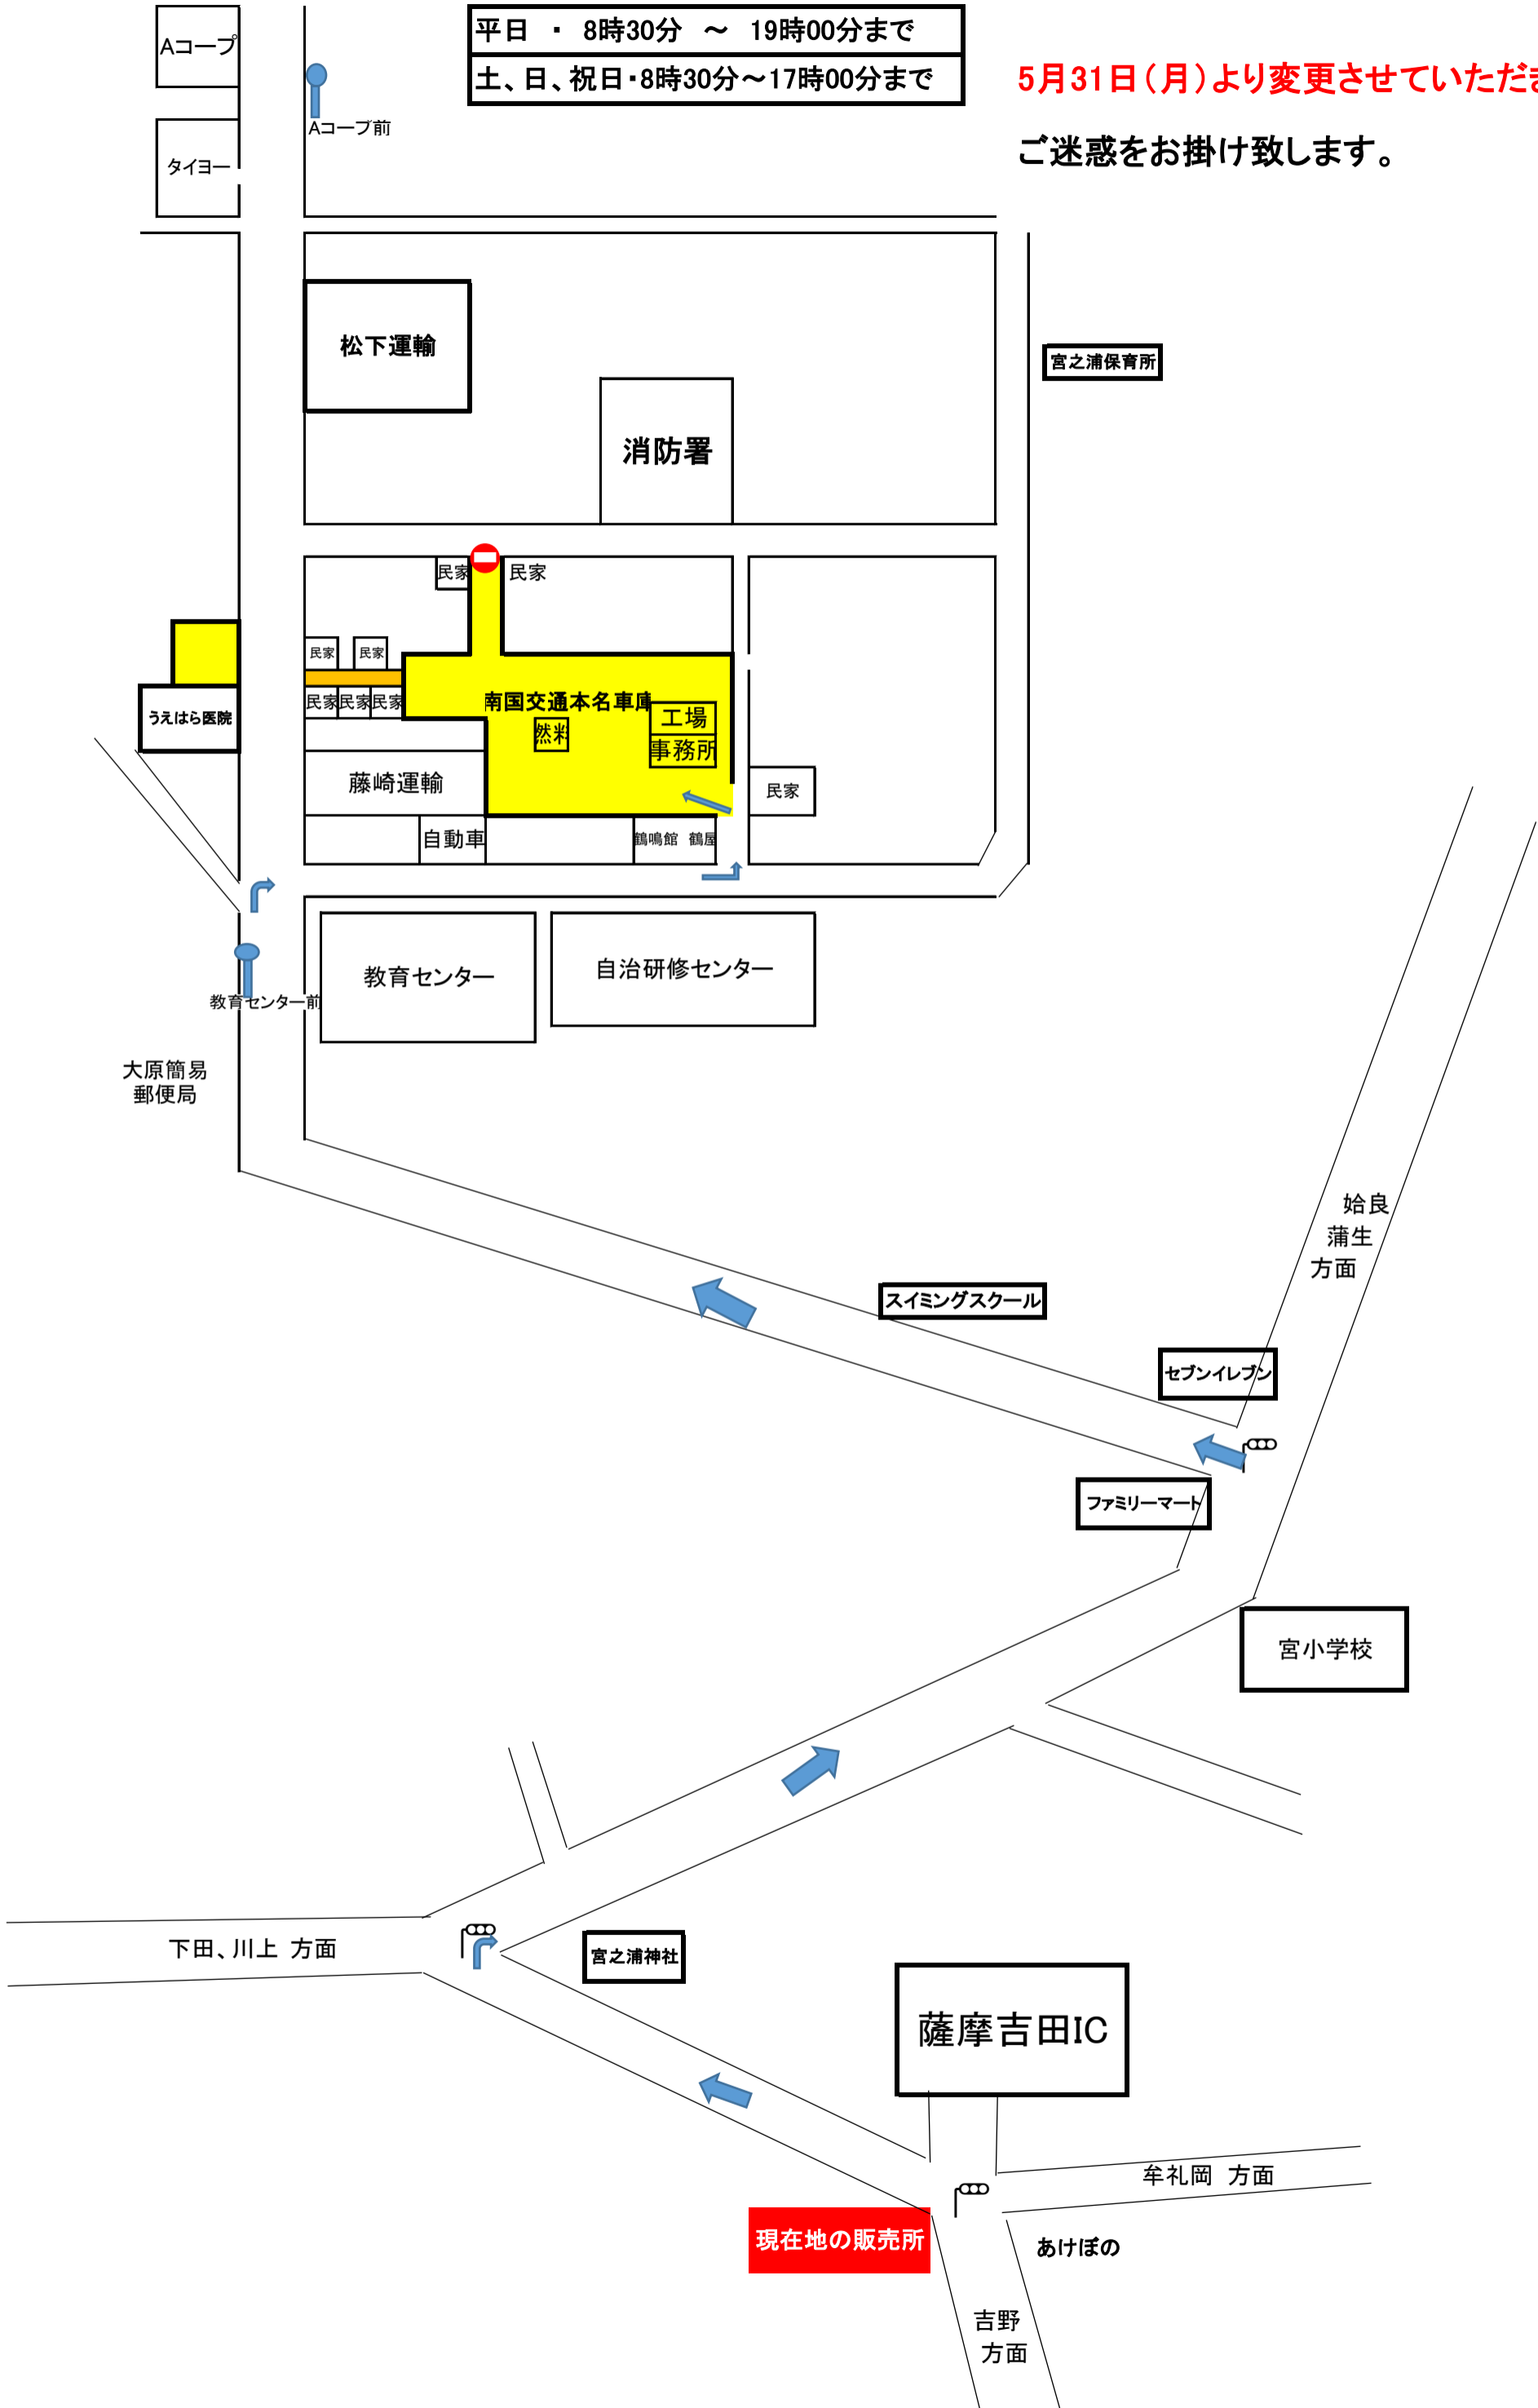 平日 ・ 8時30分 ～ 19時00分まで
土、日、祝日・8時30分～17時00分まで
5月31日(月)より変更させていただき
ご迷惑をお掛け致します。
Aコープ
Aコープ前
タイヨー
松下運輸
宮之浦保育所
消防署
民家
民家
民家
民家
民家
民家
民家
うえはら医院
南国交通本名車庫
燃料
工場
事務所
藤崎運輸
民家
自動車
鶴鳴館 鶴屋
教育センター
自治研修センター
教育センター前
大原簡易
郵便局
姶良
蒲生
方面
スイミングスクール
セブンイレブン
ファミリーマート
宮小学校
下田、川上 方面
宮之浦神社
薩摩吉田IC
牟礼岡 方面
現在地の販売所
あけぼの
吉野
方面